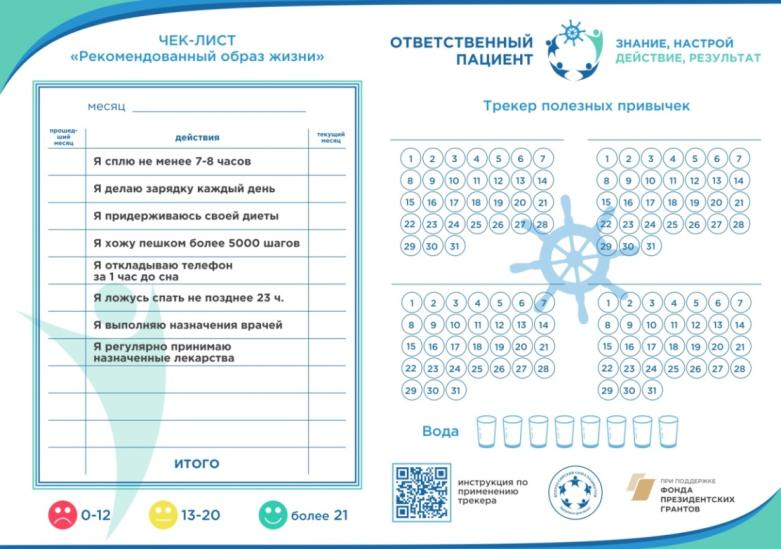 ЧЕК-ЛИСТ
«Рекомендованный образ жизни»
месяц
прошед-
ший
месяц
действия
текущий
месяц
Я сплю не менее 7-8 часов
Я делаю зарядку каждый день
Я придерживаюсь своей диеты
Я хожу пешком более 5000 шагов
Я откладываю телефон
за 1 час до сна
Я ложусь спать не позднее 23 ч.
Я выполняю назначения врачей
Я регулярно принимаю
назначенные лекарства
ИТОГО
0-12
13-20
более 21
ОТВЕТСТВЕННЫЙ
ПАЦИЕНТ
ЗНАНИЕ, НАСТРОЙ
ДЕЙСТВИЕ, РЕЗУЛЬТАТ
Трекер полезных привычек
1 2 3 4 5 6 7
8 9 10 11 12 13 14
15 16 17 18 19 20 21
22 23 24 25 26 27 28
29 30 31
1 2 3 4 5 6 7
8 9 10 11 12 13 14
15 16 17 18 19 20 21
22 23 24 25 26 27 28
29 30 31
1 2 3 4 5 6 7
8 9 10 11 12 13 14
15 16 17 18 19 20 21
22 23 24 25 26 27 28
29 30 31
1 2 3 4 5 6 7
8 9 10 11 12 13 14
15 16 17 18 19 20 21
22 23 24 25 26 27 28
29 30 31
Вода
инструкция по
применению
трекера
ПРИ ПОДДЕРЖКЕ
ФОНДА
ПРЕЗИДЕНТСКИХ
ГРАНТОВ